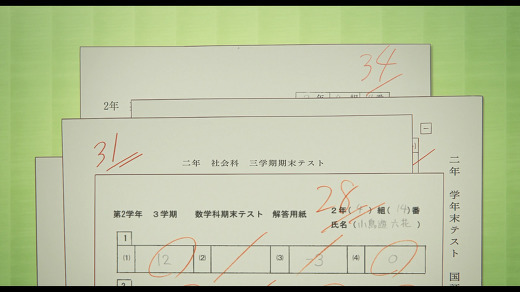 34
2年
31
二年 社会科 三学期期末テスト
28
第2学年 3学期 数学科期末テスト 解答用紙
2年(4)組(14)番
氏名(小鳥遊六花)
1
(1) 12 (2) (3) -3 (4) 0
二年 学年末テスト 国